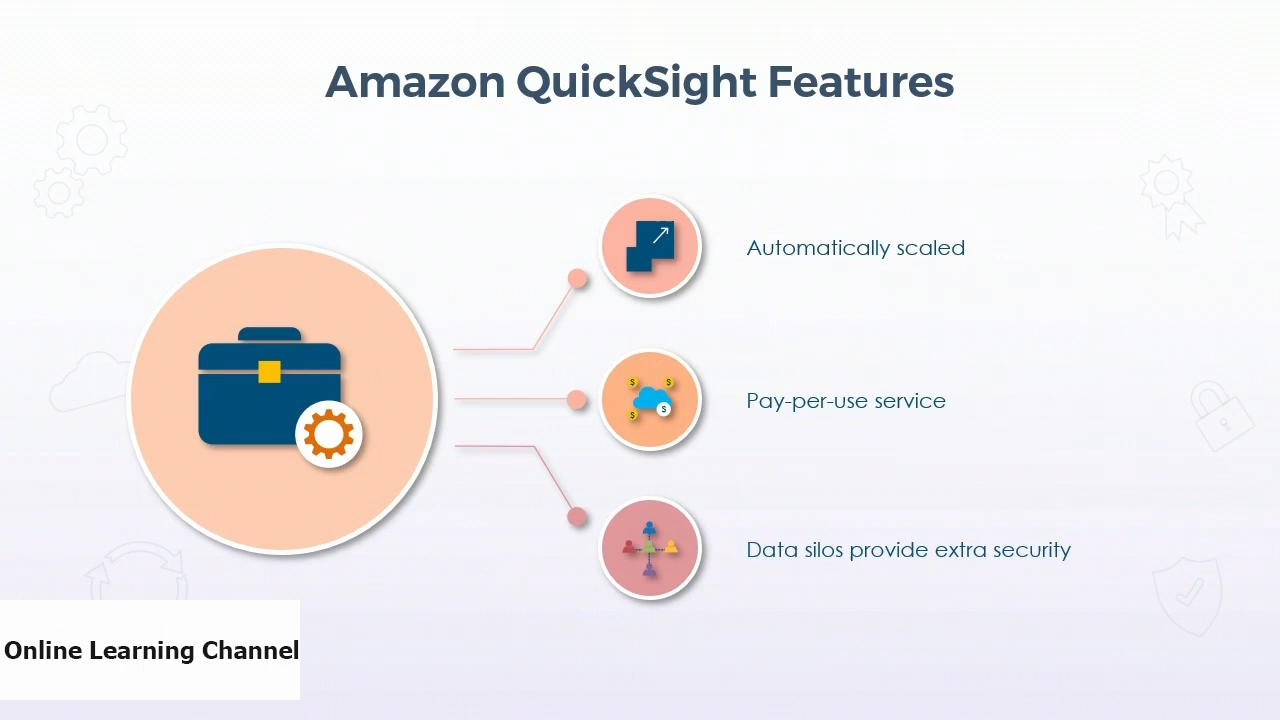 Amazon QuickSight Features
Automatically scaled
Pay-per-use service
Data silos provide extra security
Online Learning Channel